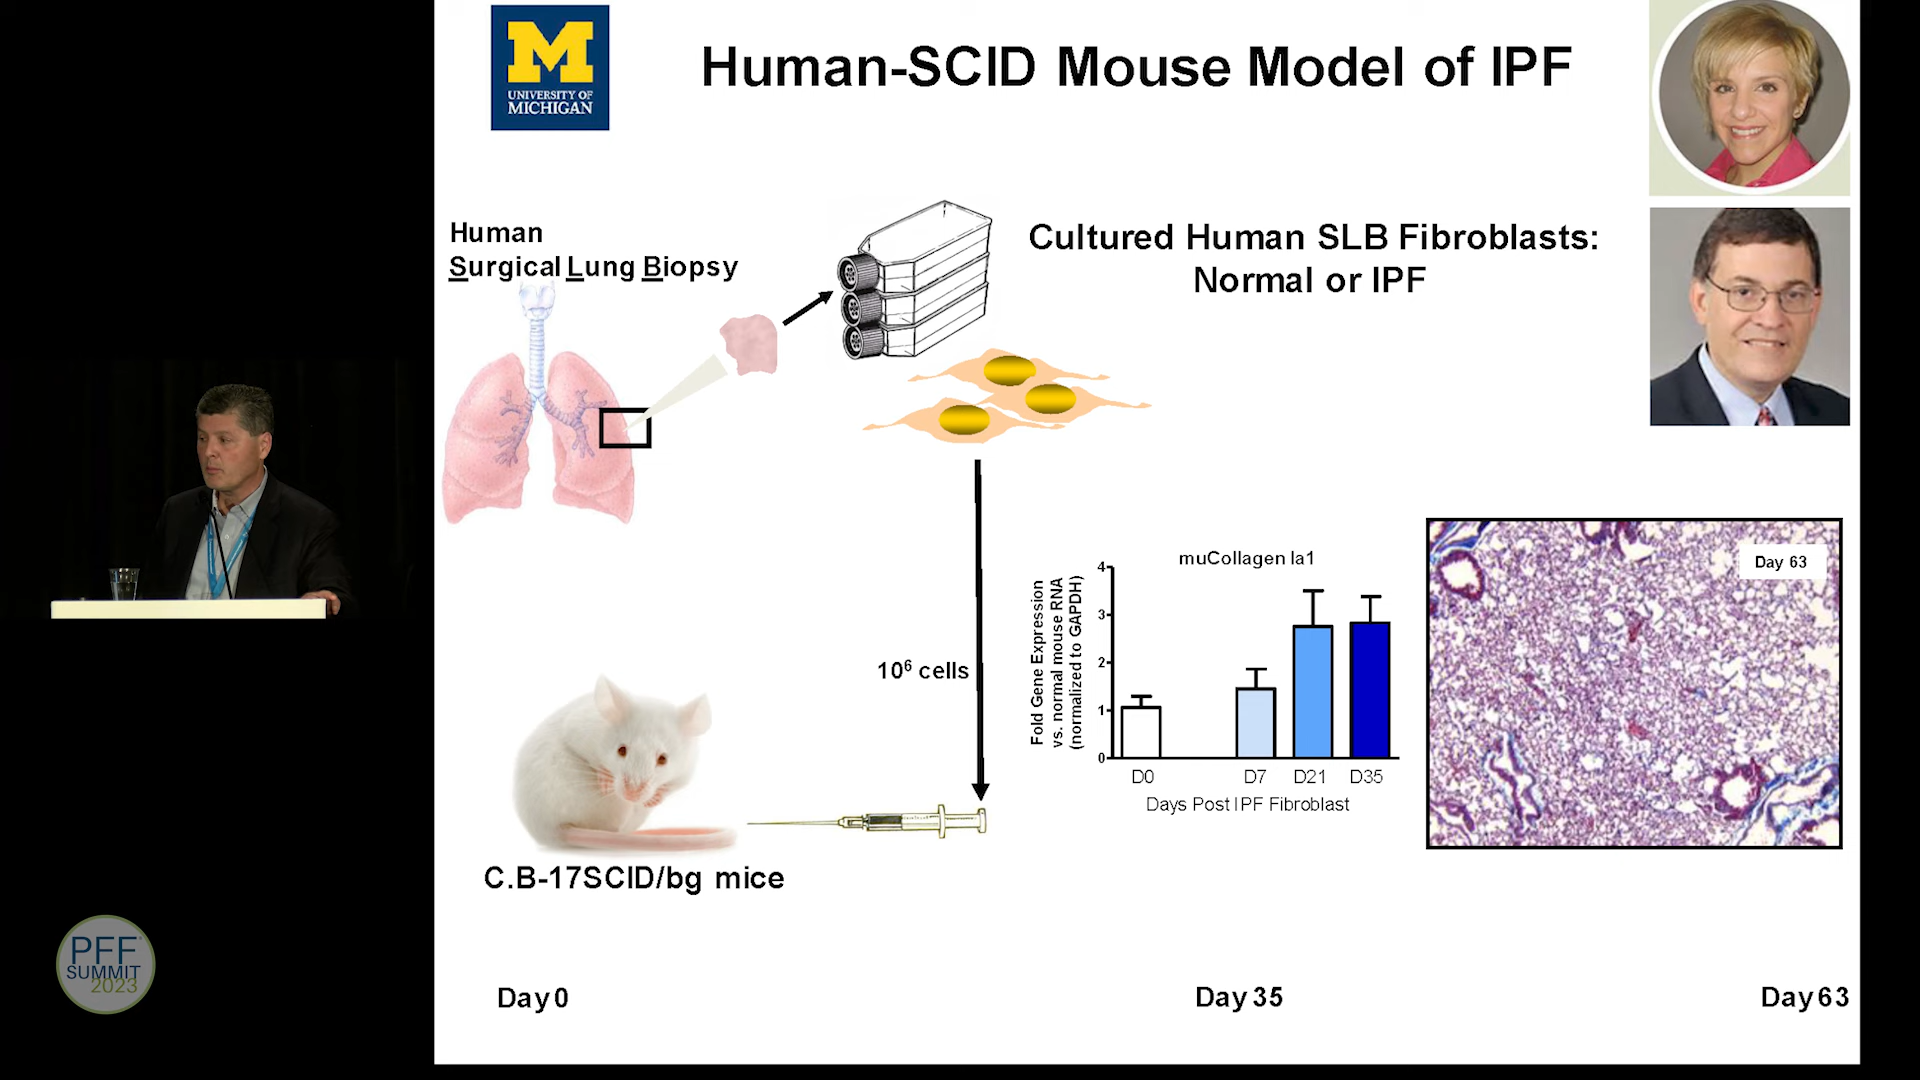 M
UNIVERSITY OF
MICHIGAN
Human-SCID Mouse Model of IPF
Human
Surgical Lung Biopsy
Cultured Human SLB Fibroblasts:
Normal or IPF
10⁶ cells
C.B-17SCID/bg mice
muCollagen Ia1
Fold Gene Expression
vs. normal mouse RNA
(normalized to GAPDH)
4
3
2
1
0
D0 D7 D21 D35
Days Post IPF Fibroblast
Day 63
Day 0 Day 35 Day 63
PFF
SUMMIT
2023